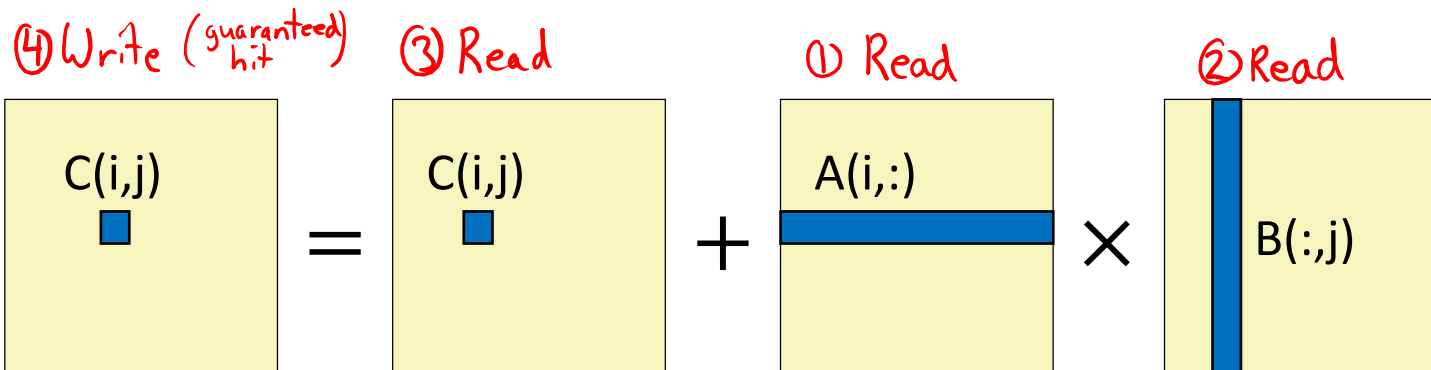 ④ Write (guaranteed hit)
③ Read
① Read
② Read
C(i,j)
=
C(i,j)
+
A(i,:)
×
B(:,j)